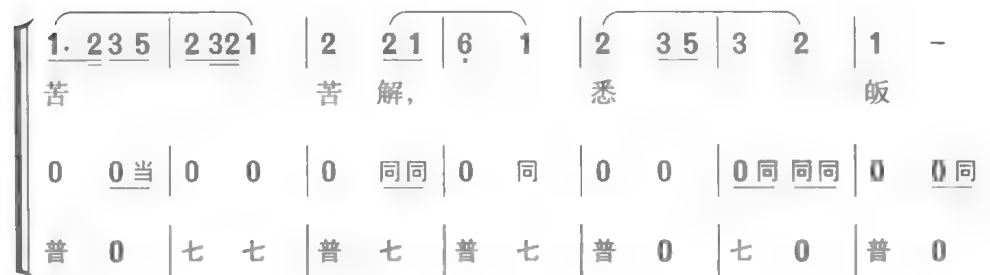 1· 2 3 5 | 2 3 2 1 | 2 2 1 | 6 1 | 2 3 5 | 3 2 | 1 –
苦 苦 解， 悉 皈
0 0 当 | 0 0 | 0 同同 | 0 同 | 0 0 | 0 同 同同 | 0 0 同
普 0 | 七 七 | 普 七 | 普 七 | 普 0 | 七 0 | 普 0